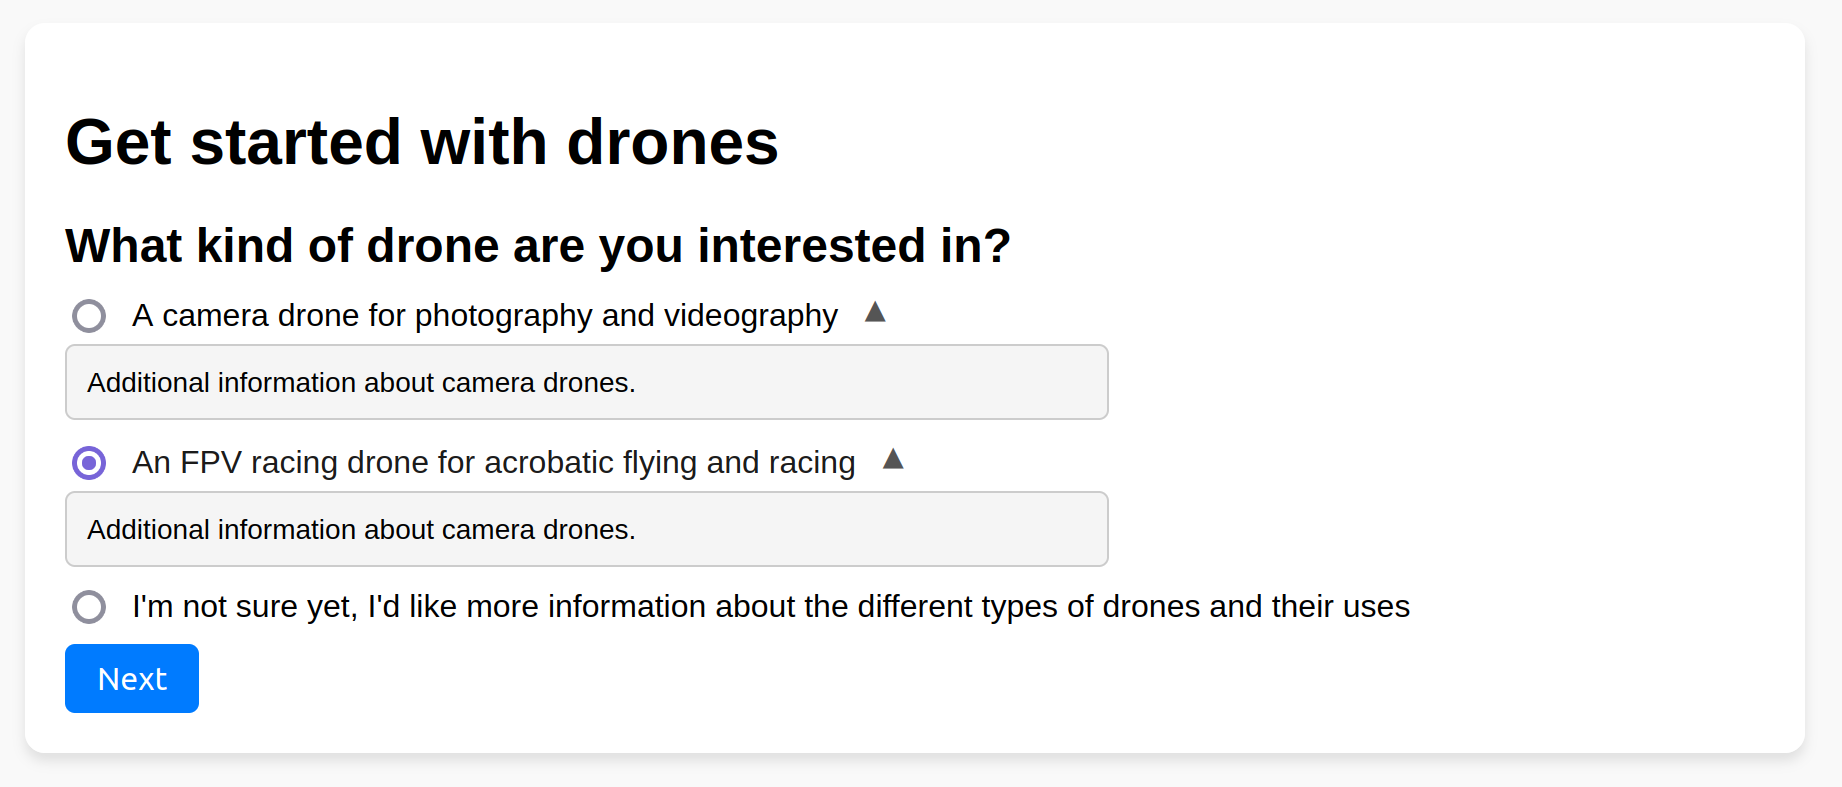 Get started with drones
What kind of drone are you interested in?
A camera drone for photography and videography ▲
Additional information about camera drones.
An FPV racing drone for acrobatic flying and racing ▲
Additional information about camera drones.
I'm not sure yet, I'd like more information about the different types of drones and their uses
Next